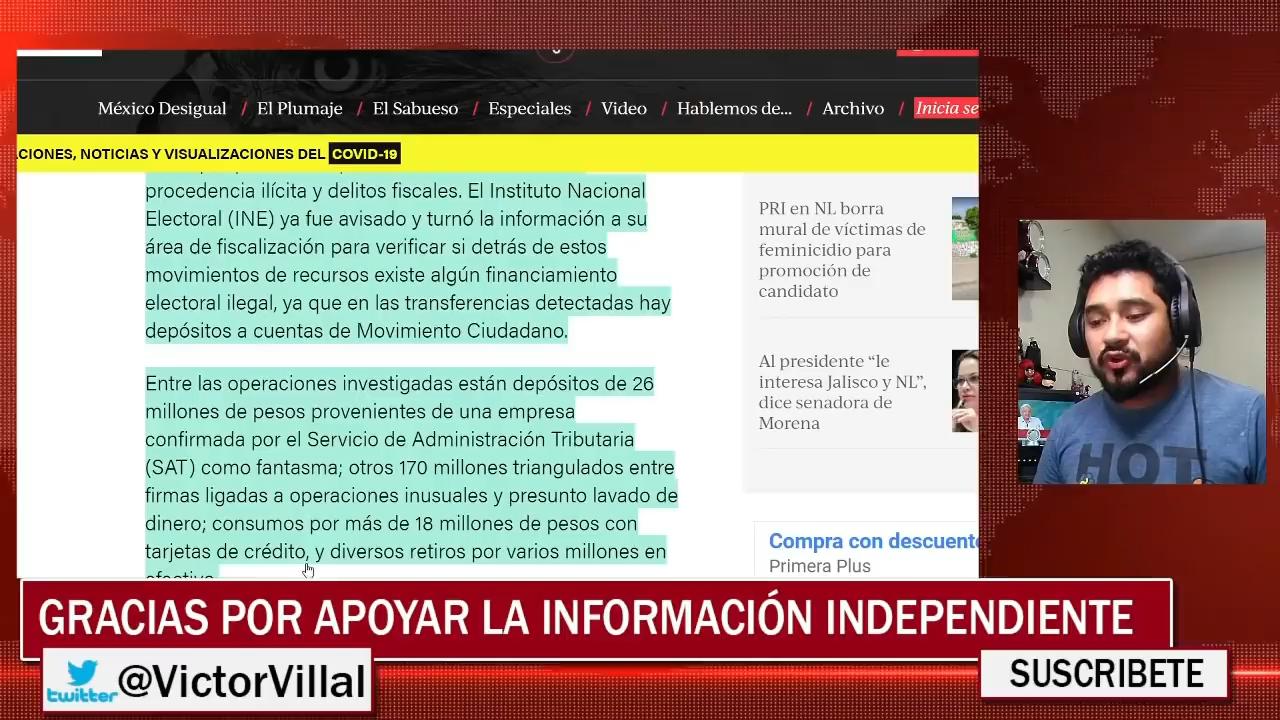 México Desigual / El Plumaje / El Sabueso / Especiales / Video / Hablemos de... / Archivo / Inicia se
CIONES, NOTICIAS Y VISUALIZACIONES DEL COVID-19
procedencia ilícita y delitos fiscales. El Instituto Nacional
Electoral (INE) ya fue avisado y turnó la información a su
área de fiscalización para verificar si detrás de estos
movimientos de recursos existe algún financiamiento
electoral ilegal, ya que en las transferencias detectadas hay
depósitos a cuentas de Movimiento Ciudadano.
Entre las operaciones investigadas están depósitos de 26
millones de pesos provenientes de una empresa
confirmada por el Servicio de Administración Tributaria
(SAT) como fantasma; otros 170 millones triangulados entre
firmas ligadas a operaciones inusuales y presunto lavado de
dinero; consumos por más de 18 millones de pesos con
tarjetas de crédito, y diversos retiros por varios millones en
efectivo.
PRI en NL borra
mural de víctimas de
feminicidio para
promoción de
candidato
Al presidente “le
interesa Jalisco y NL”,
dice senadora de
Morena
Compra con descuento
Primera Plus
HOT
GRACIAS POR APOYAR LA INFORMACIÓN INDEPENDIENTE
twitter @VictorVillal
SUSCRIBETE